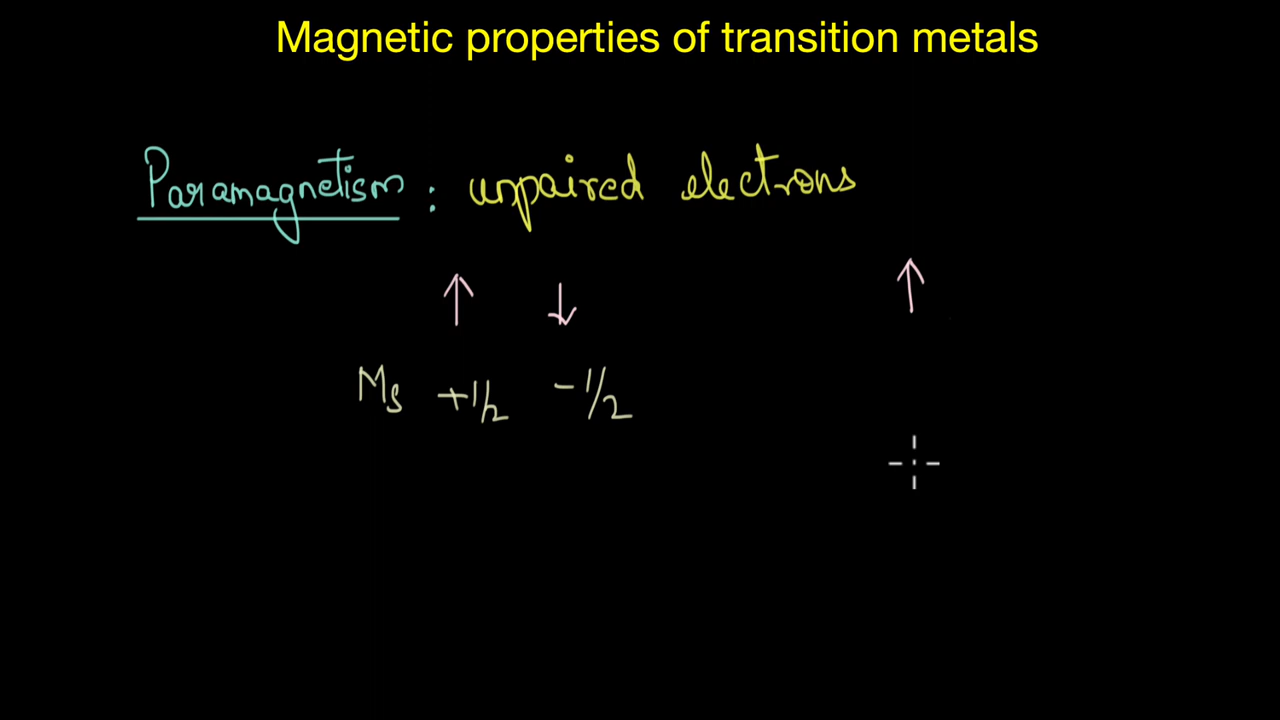 Magnetic properties of transition metals
Paramagnetism : unpaired electrons
↑ ↓ ↑
Ms +1/2 -1/2